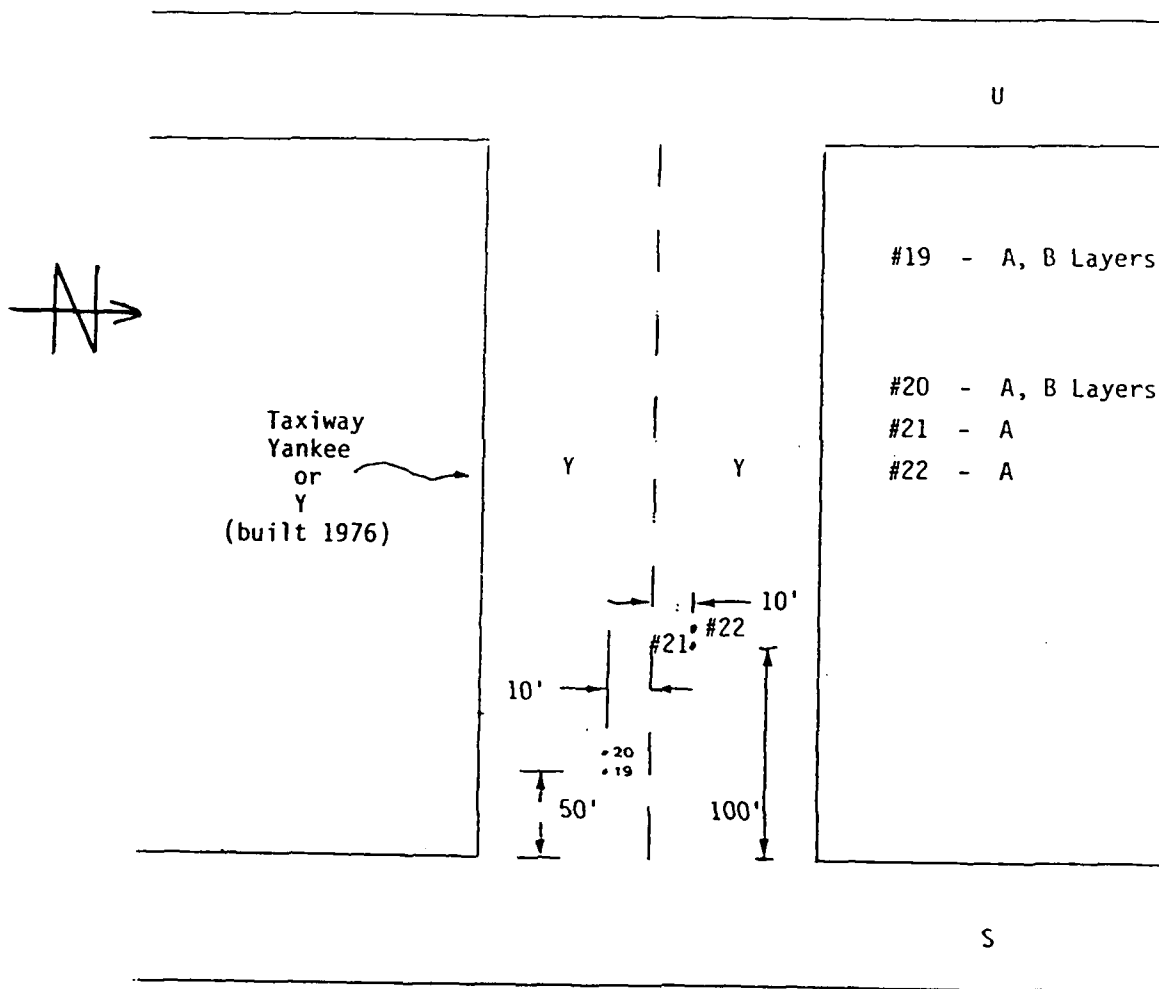 U
#19 - A, B Layers
N
#20 - A, B Layers
#21 - A
#22 - A
Taxiway
Yankee
or
Y
(built 1976)
Y
Y
10'
#22
#21
10'
20
19
50'
100'
S